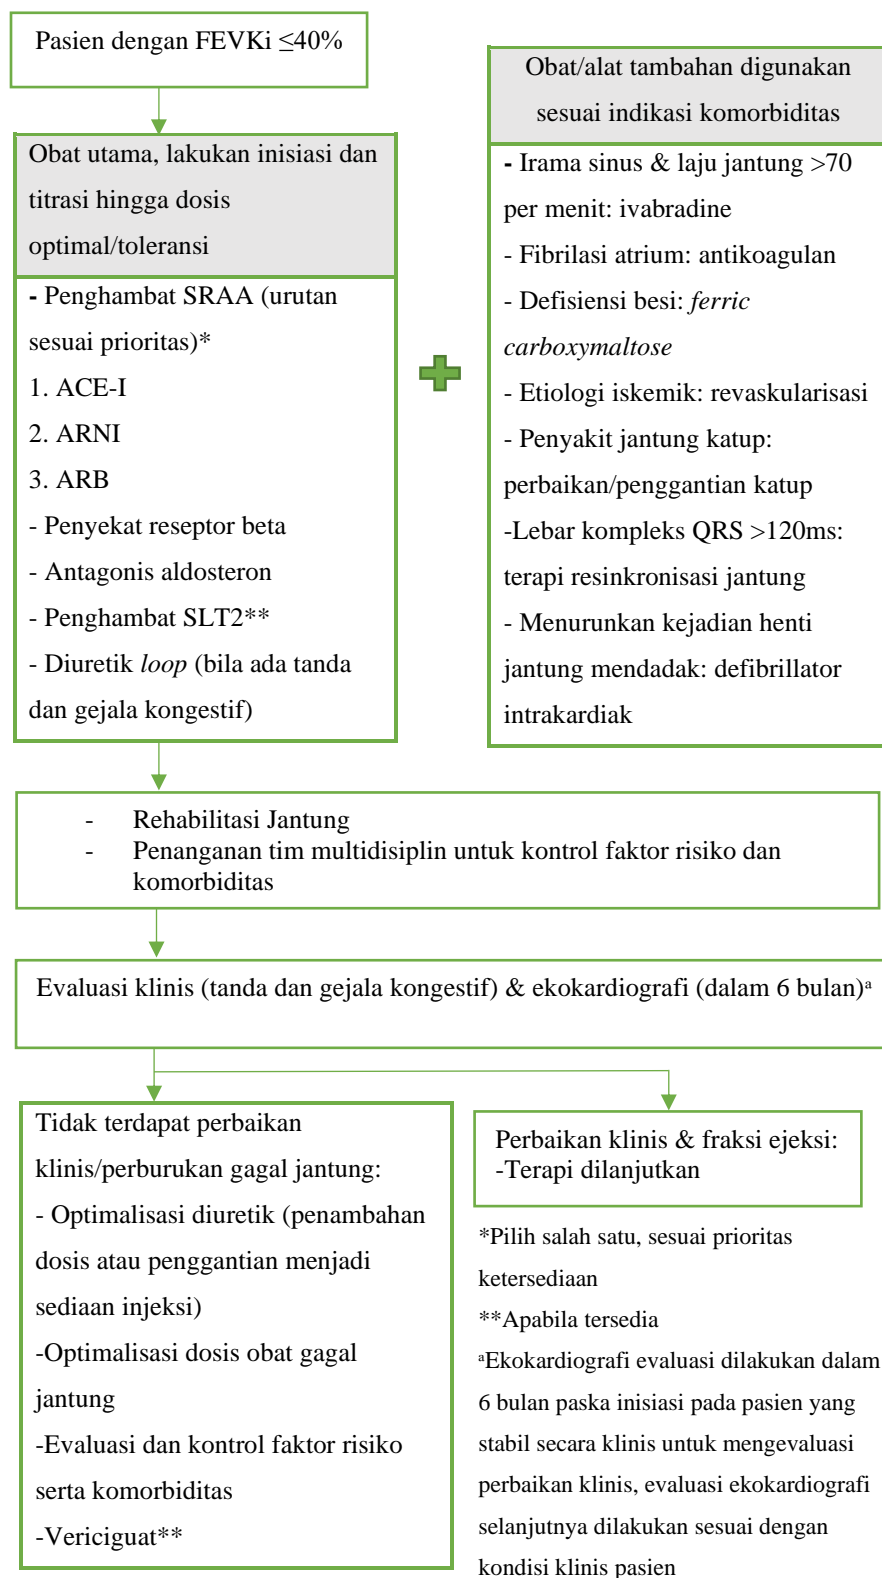 Pasien dengan FEVKi ≤40%
Obat utama, lakukan inisiasi dan
titrasi hingga dosis
optimal/toleransi
- Penghambat SRAA (urutan
sesuai prioritas)*
1. ACE-I
2. ARNI
3. ARB
- Penyekat reseptor beta
- Antagonis aldosteron
- Penghambat SLT2**
- Diuretik loop (bila ada tanda
dan gejala kongestif)
Obat/alat tambahan digunakan
sesuai indikasi komorbiditas
- Irama sinus & laju jantung >70
per menit: ivabradine
- Fibrilasi atrium: antikoagulan
- Defisiensi besi: ferric
carboxymaltose
- Etiologi iskemik: revaskularisasi
- Penyakit jantung katup:
perbaikan/penggantian katup
-Lebar kompleks QRS >120ms:
terapi resinkronisasi jantung
- Menurunkan kejadian henti
jantung mendadak: defibrillator
intrakardiak
- Rehabilitasi Jantung
- Penanganan tim multidisiplin untuk kontrol faktor risiko dan
komorbiditas
Evaluasi klinis (tanda dan gejala kongestif) & ekokardiografi (dalam 6 bulan)ᵃ
Tidak terdapat perbaikan
klinis/perburukan gagal jantung:
- Optimalisasi diuretik (penambahan
dosis atau penggantian menjadi
sediaan injeksi)
-Optimalisasi dosis obat gagal
jantung
-Evaluasi dan kontrol faktor risiko
serta komorbiditas
-Vericiguat**
Perbaikan klinis & fraksi ejeksi:
-Terapi dilanjutkan
*Pilih salah satu, sesuai prioritas
ketersediaan
**Apabila tersedia
ᵃEkokardiografi evaluasi dilakukan dalam
6 bulan paska inisiasi pada pasien yang
stabil secara klinis untuk mengevaluasi
perbaikan klinis, evaluasi ekokardiografi
selanjutnya dilakukan sesuai dengan
kondisi klinis pasien